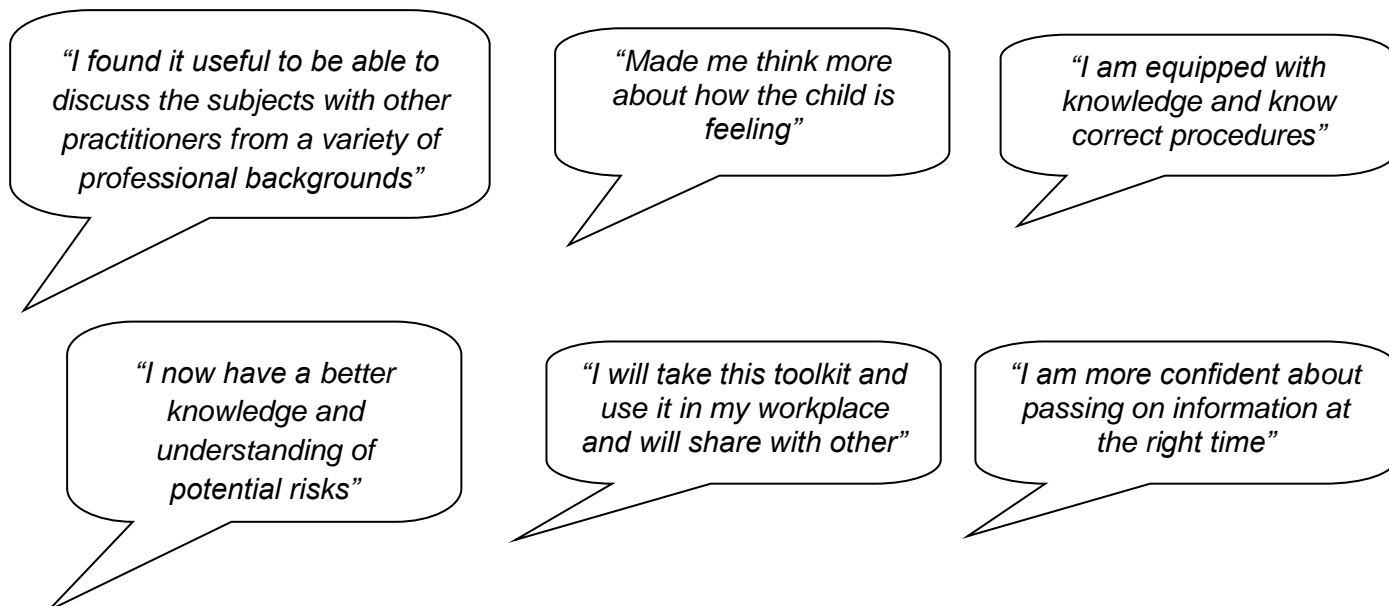 “I found it useful to be able to
discuss the subjects with other
practitioners from a variety of
professional backgrounds”
“Made me think more
about how the child is
feeling”
“I am equipped with
knowledge and know
correct procedures”
“I now have a better
knowledge and
understanding of
potential risks”
“I will take this toolkit and
use it in my workplace
and will share with other”
“I am more confident about
passing on information at
the right time”